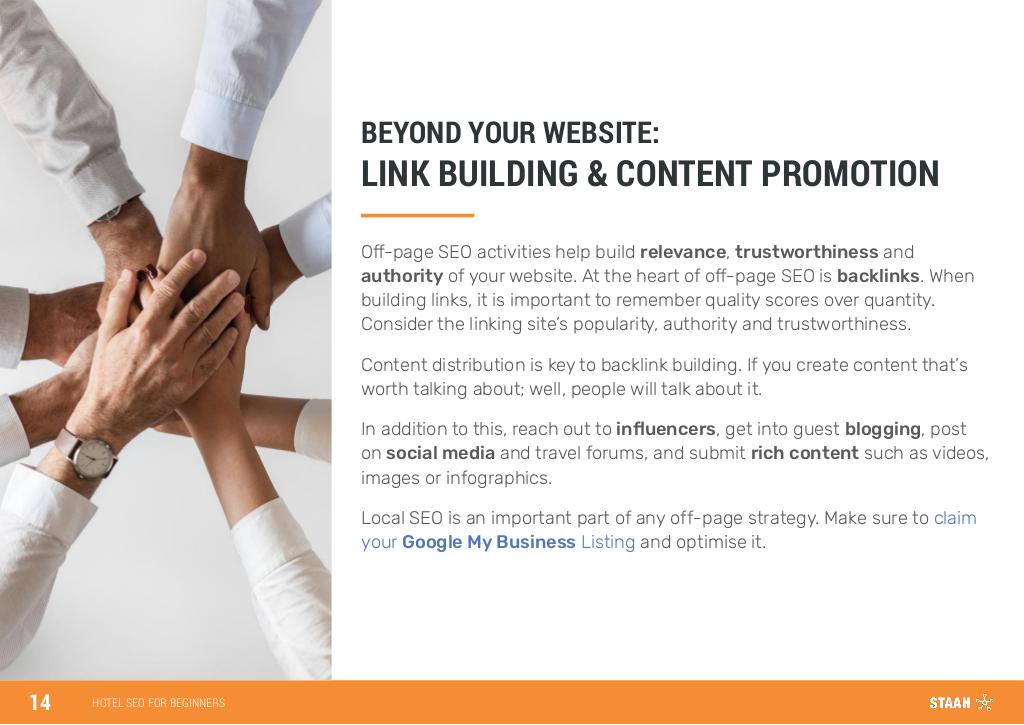 BEYOND YOUR WEBSITE:
LINK BUILDING & CONTENT PROMOTION
Off-page SEO activities help build relevance, trustworthiness and
authority of your website. At the heart of off-page SEO is backlinks. When
building links, it is important to remember quality scores over quantity.
Consider the linking site's popularity, authority and trustworthiness.
Content distribution is key to backlink building. If you create content that's
worth talking about; well, people will talk about it.
In addition to this, reach out to influencers, get into guest blogging, post
on social media and travel forums, and submit rich content such as videos,
images or infographics.
Local SEO is an important part of any off-page strategy. Make sure to claim
your Google My Business Listing and optimise it.
14 HOTEL SEO FOR BEGINNERS STAAH